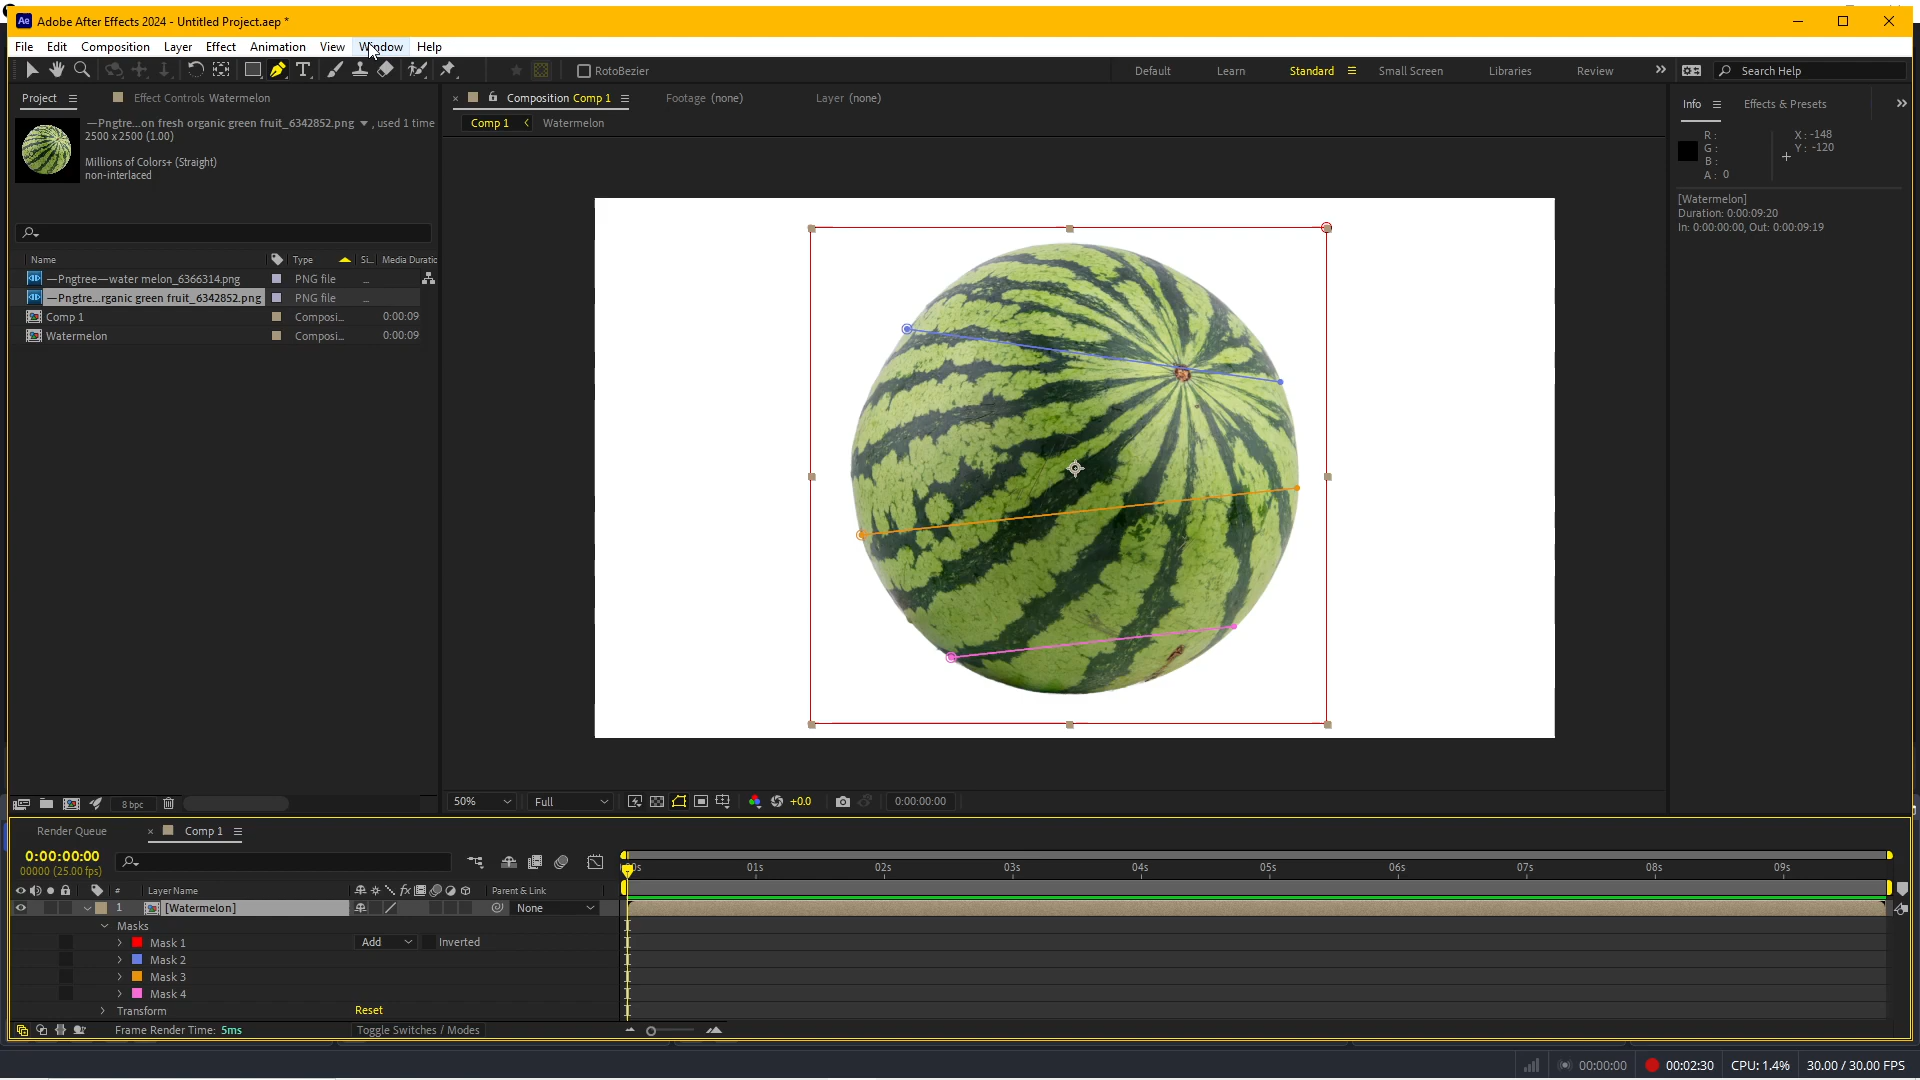 Ae Adobe After Effects 2024 - Untitled Project.aep *
File Edit Composition Layer Effect Animation View Window Help
RotoBezier Default Learn Standard Small Screen Libraries Review Search Help
Project Effect Controls Watermelon Composition Comp 1 Footage (none) Layer (none) Info Effects & Presets
Comp 1 Watermelon
—Pngtre...on fresh organic green fruit_6342852.png , used 1 time
2500 x 2500 (1.00)
Millions of Colors+ (Straight)
non-interlaced
R: X: -148
G: Y: -120
B:
A: 0
[Watermelon]
Duration: 0:00:09:20
In: 0:00:00:00, Out: 0:00:09:19
Name Type Si... Media Duratic
—Pngtree—water melon_6366314.png PNG file ...
—Pngtre...rganic green fruit_6342852.png PNG file ...
Comp 1 Composi... 0:00:09
Watermelon Composi... 0:00:09
8 bpc 50% Full +0.0 0:00:00:00
Render Queue Comp 1
0:00:00:00
00000 (25.00 fps)
0s 01s 02s 03s 04s 05s 06s 07s 08s 09s
# Layer Name fx Parent & Link
1 [Watermelon] None
Masks
Mask 1 Add Inverted
Mask 2
Mask 3
Mask 4
Transform Reset
Frame Render Time: 5ms Toggle Switches / Modes
00:00:00 00:02:30 CPU: 1.4% 30.00 / 30.00 FPS